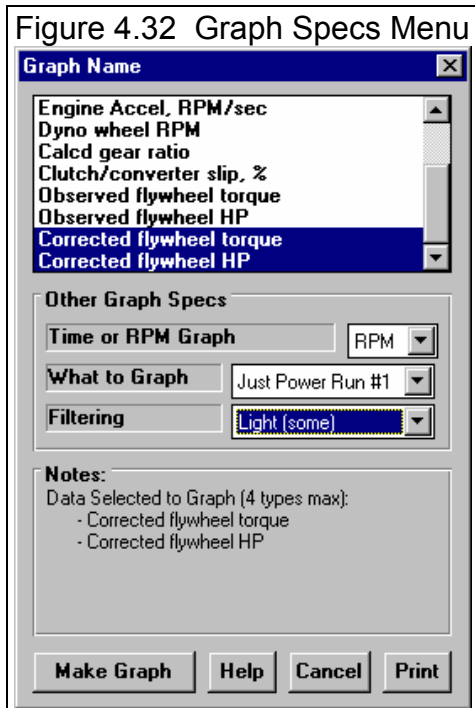 Figure 4.32 Graph Specs Menu
Graph Name
Engine Accel, RPM/sec
Dyno wheel RPM
Calcd gear ratio
Clutch/converter slip, %
Observed flywheel torque
Observed flywheel HP
Corrected flywheel torque
Corrected flywheel HP
Other Graph Specs
Time or RPM Graph RPM
What to Graph Just Power Run #1
Filtering Light (some)
Notes:
Data Selected to Graph (4 types max):
- Corrected flywheel torque
- Corrected flywheel HP
Make Graph Help Cancel Print